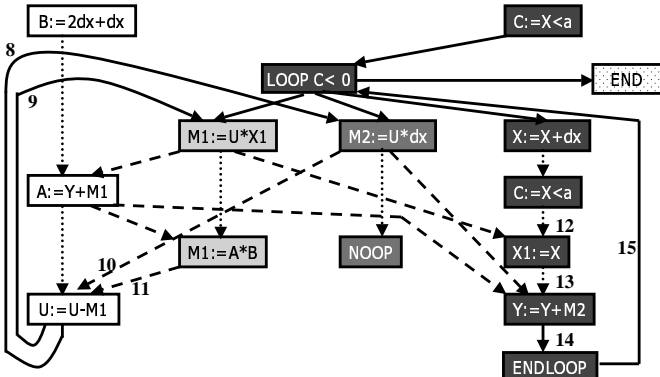 B:=2dx+dx
C:=X<a
8
LOOP C< 0
END
9
M1:=U*X1
M2:=U*dx
X:=X+dx
A:=Y+M1
C:=X<a
12
15
M1:=A*B
NOOP
X1:=X
10
11
13
U:=U-M1
Y:=Y+M2
14
ENDLOOP